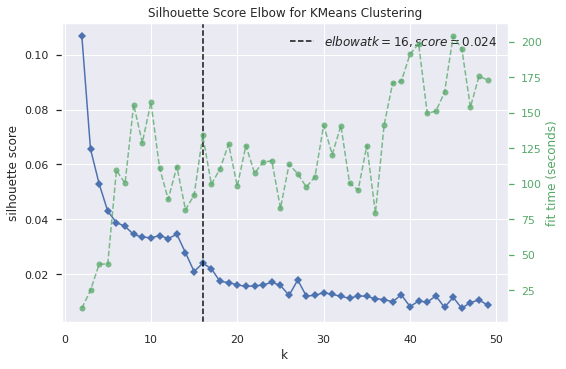 Silhouette Score Elbow for KMeans Clustering
elbow at k = 16, score = 0.024
silhouette score
0.10
0.08
0.06
0.04
0.02
200
175
150
125
100
75
50
25
fit time (seconds)
0 10 20 30 40 50
k